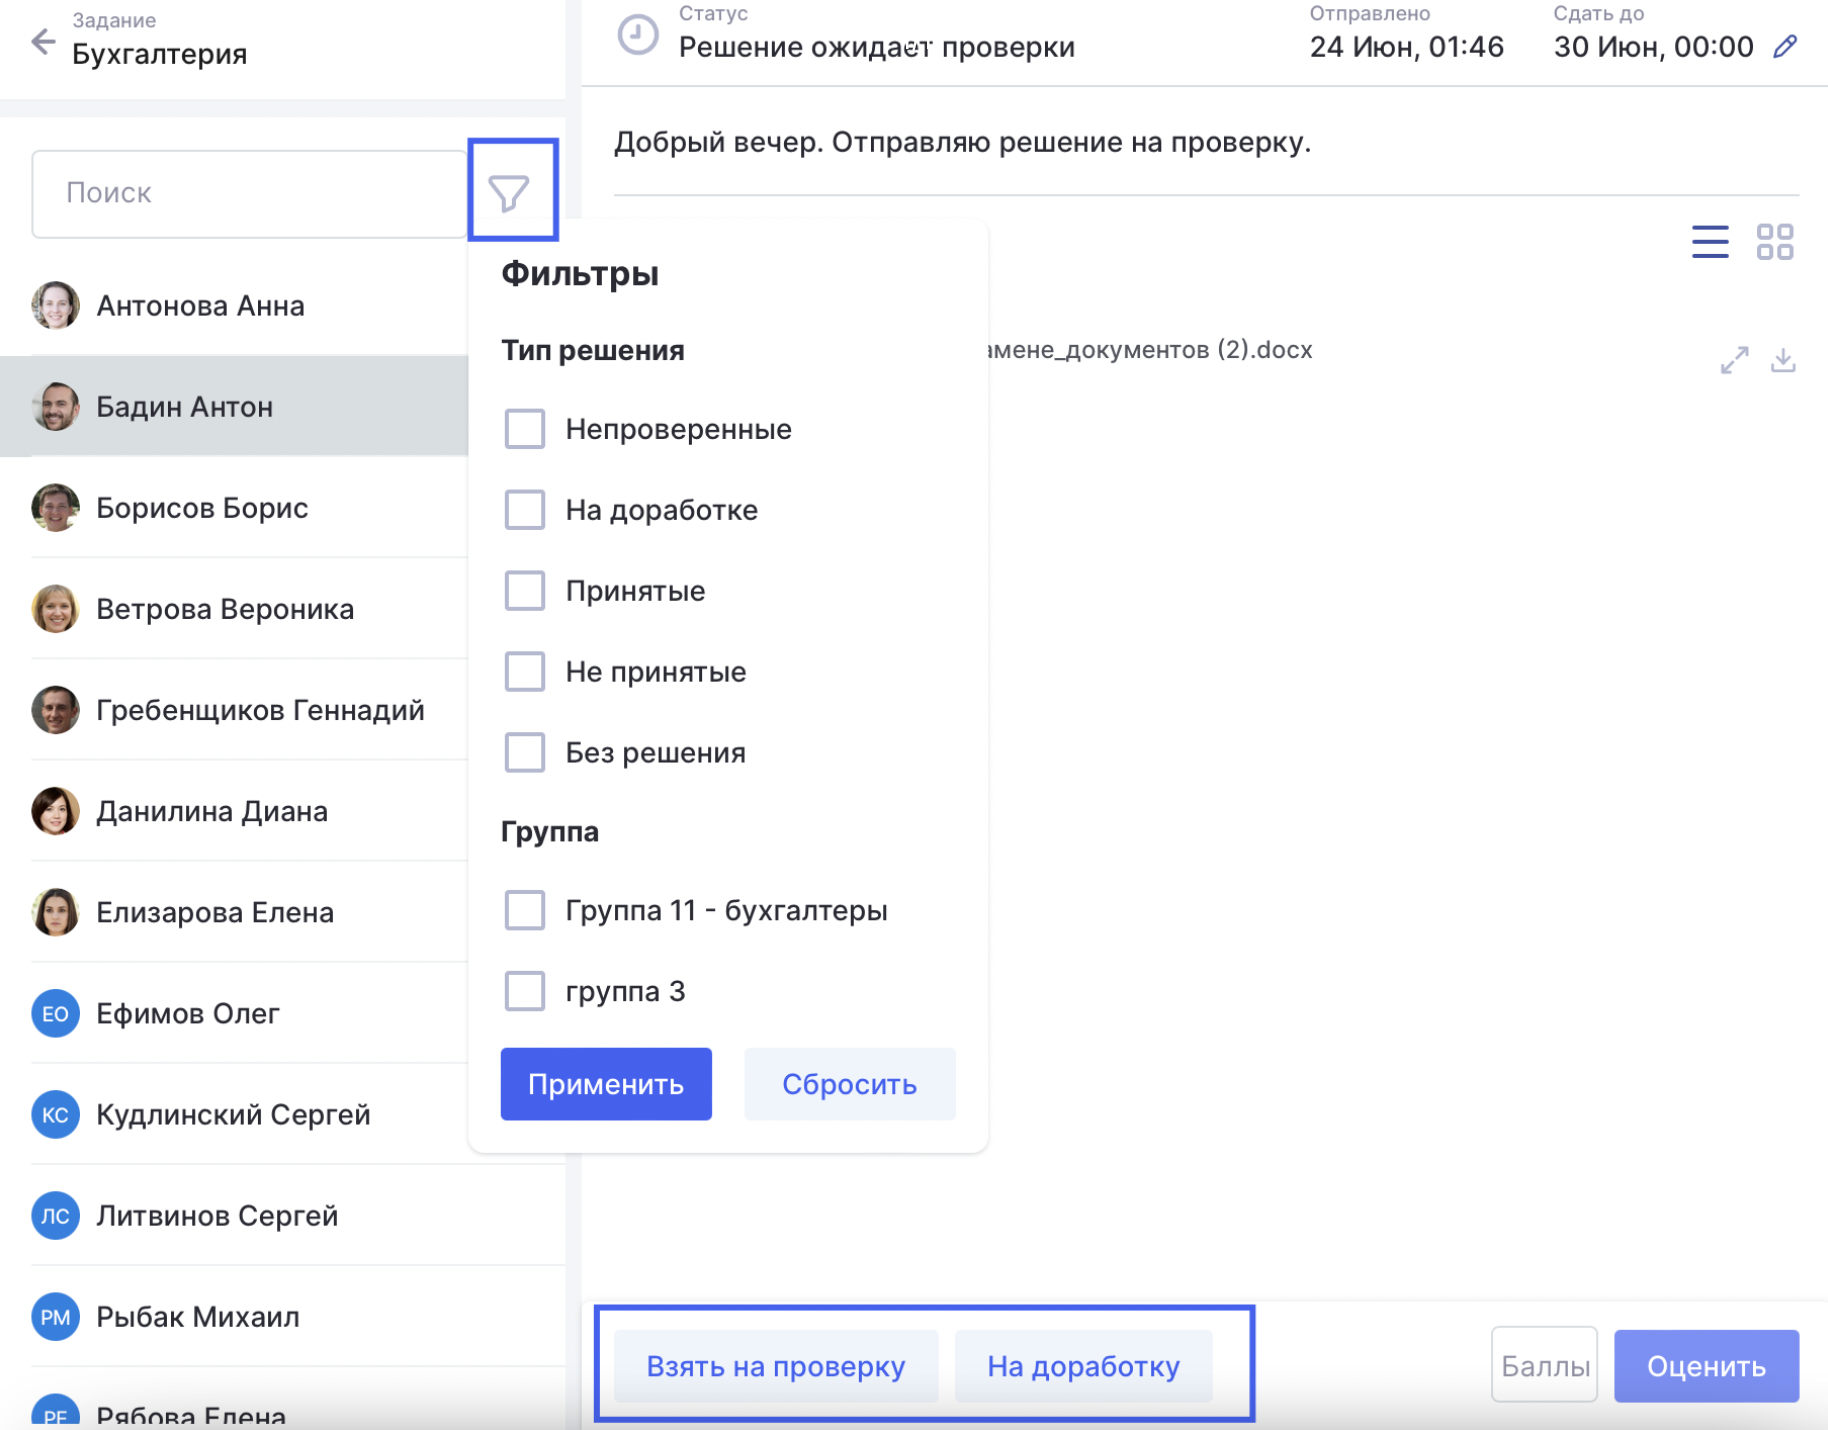 Задание
Бухгалтерия
Статус
Решение ожидает проверки
Отправлено
24 Июн, 01:46
Сдать до
30 Июн, 00:00
Поиск
Антонова Анна
Бадин Антон
Борисов Борис
Ветрова Вероника
Гребенщиков Геннадий
Данилина Диана
Елизарова Елена
ЕО Ефимов Олег
КС Кудлинский Сергей
ЛС Литвинов Сергей
РМ Рыбак Михаил
РЕ Рябова Елена
Добрый вечер. Отправляю решение на проверку.
амене_документов (2).docx
Фильтры
Тип решения
Непроверенные
На доработке
Принятые
Не принятые
Без решения
Группа
Группа 11 - бухгалтеры
группа 3
Применить
Сбросить
Взять на проверку
На доработку
Баллы
Оценить